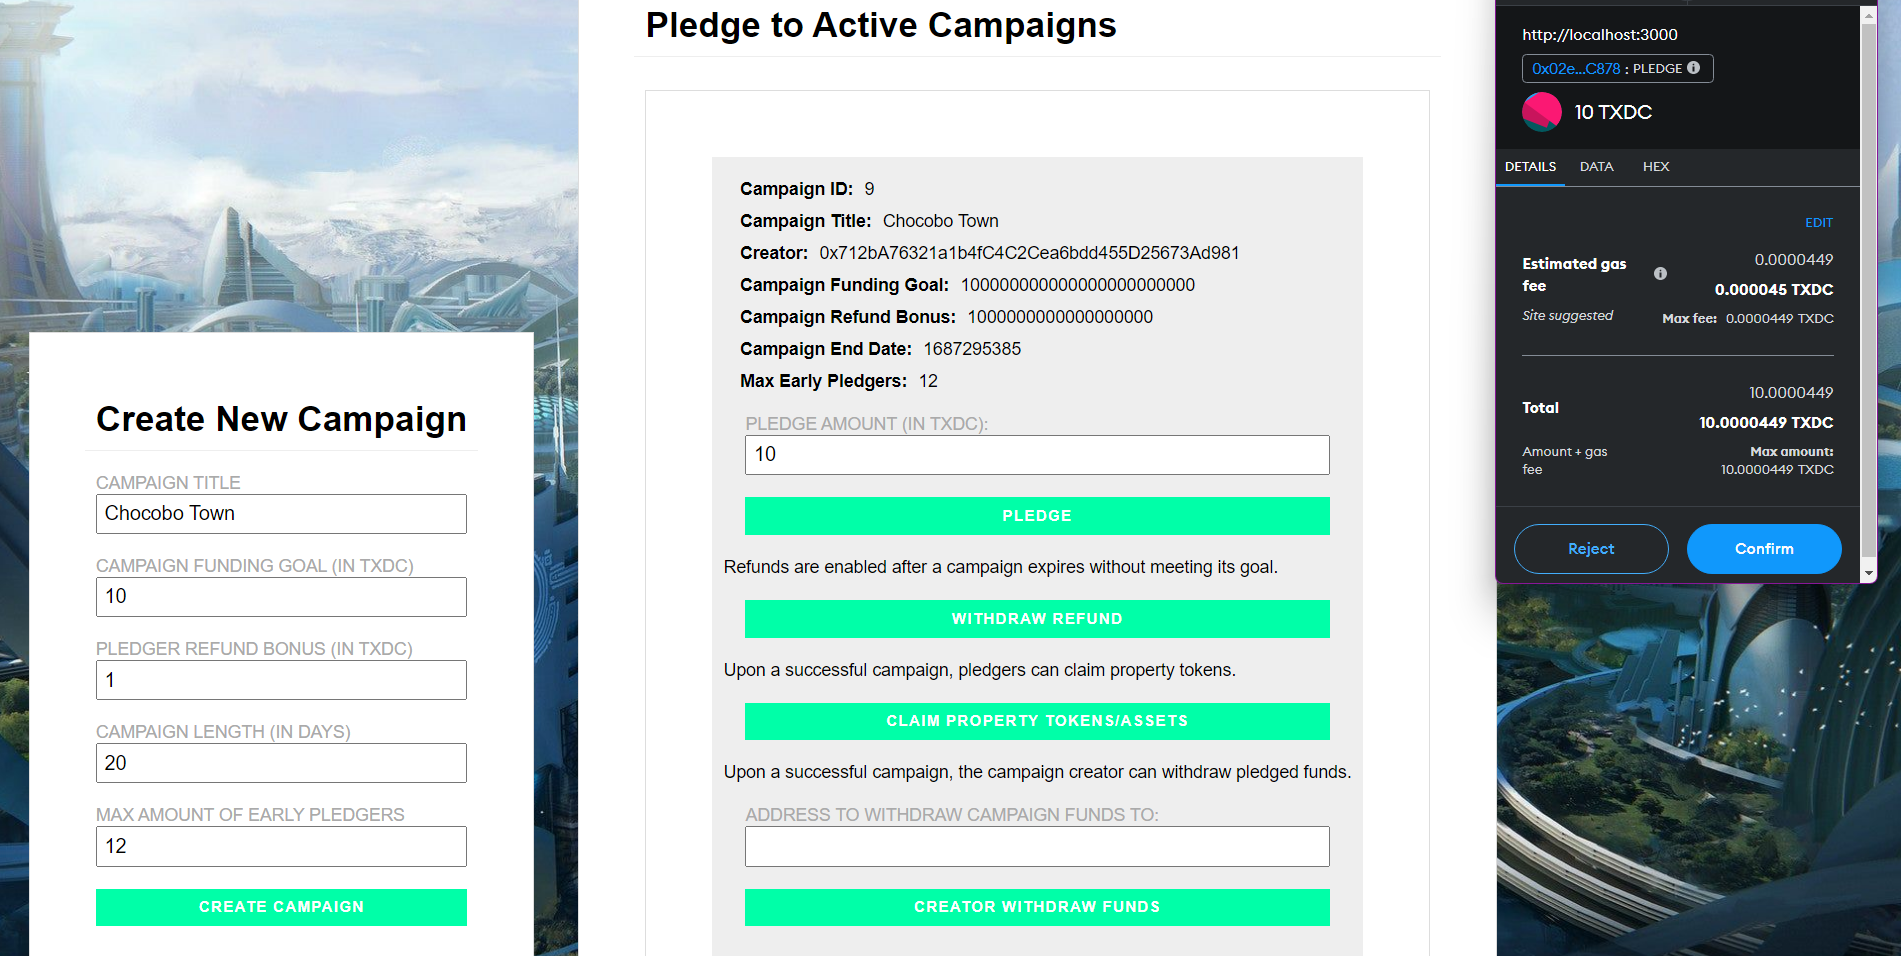 Create New Campaign
CAMPAIGN TITLE
Chocobo Town
CAMPAIGN FUNDING GOAL (IN TXDC)
10
PLEDGER REFUND BONUS (IN TXDC)
1
CAMPAIGN LENGTH (IN DAYS)
20
MAX AMOUNT OF EARLY PLEDGERS
12
CREATE CAMPAIGN
Pledge to Active Campaigns
Campaign ID: 9
Campaign Title: Chocobo Town
Creator: 0x712bA76321a1b4fC4C2Cea6bdd455D25673Ad981
Campaign Funding Goal: 10000000000000000000000
Campaign Refund Bonus: 1000000000000000000
Campaign End Date: 1687295385
Max Early Pledgers: 12
PLEDGE AMOUNT (IN TXDC):
10
PLEDGE
Refunds are enabled after a campaign expires without meeting its goal.
WITHDRAW REFUND
Upon a successful campaign, pledgers can claim property tokens.
CLAIM PROPERTY TOKENS/ASSETS
Upon a successful campaign, the campaign creator can withdraw pledged funds.
ADDRESS TO WITHDRAW CAMPAIGN FUNDS TO:
CREATOR WITHDRAW FUNDS
http://localhost:3000
0x02e...C878 : PLEDGE
10 TXDC
DETAILS DATA HEX
EDIT
Estimated gas fee
0.0000449
0.000045 TXDC
Site suggested
Max fee: 0.0000449 TXDC
Total
10.0000449
10.0000449 TXDC
Amount + gas fee
Max amount:
10.0000449 TXDC
Reject
Confirm